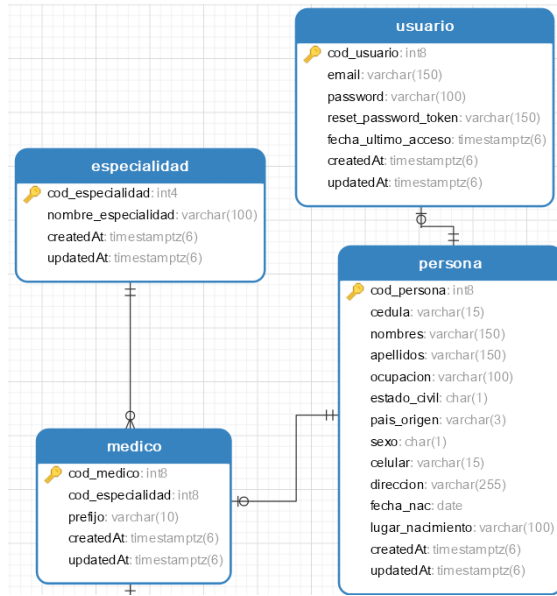 usuario
cod_usuario: int8
email: varchar(150)
password: varchar(100)
reset_password_token: varchar(150)
fecha_ultimo_acceso: timestamptz(6)
createdAt: timestamptz(6)
updatedAt: timestamptz(6)
especialidad
cod_especialidad: int4
nombre_especialidad: varchar(100)
createdAt: timestamptz(6)
updatedAt: timestamptz(6)
persona
cod_persona: int8
cedula: varchar(15)
nombres: varchar(150)
apellidos: varchar(150)
ocupacion: varchar(100)
estado_civil: char(1)
pais_origen: varchar(3)
sexo: char(1)
celular: varchar(15)
direccion: varchar(255)
fecha_nac: date
lugar_nacimiento: varchar(100)
createdAt: timestamptz(6)
updatedAt: timestamptz(6)
medico
cod_medico: int8
cod_especialidad: int8
prefijo: varchar(10)
createdAt: timestamptz(6)
updatedAt: timestamptz(6)